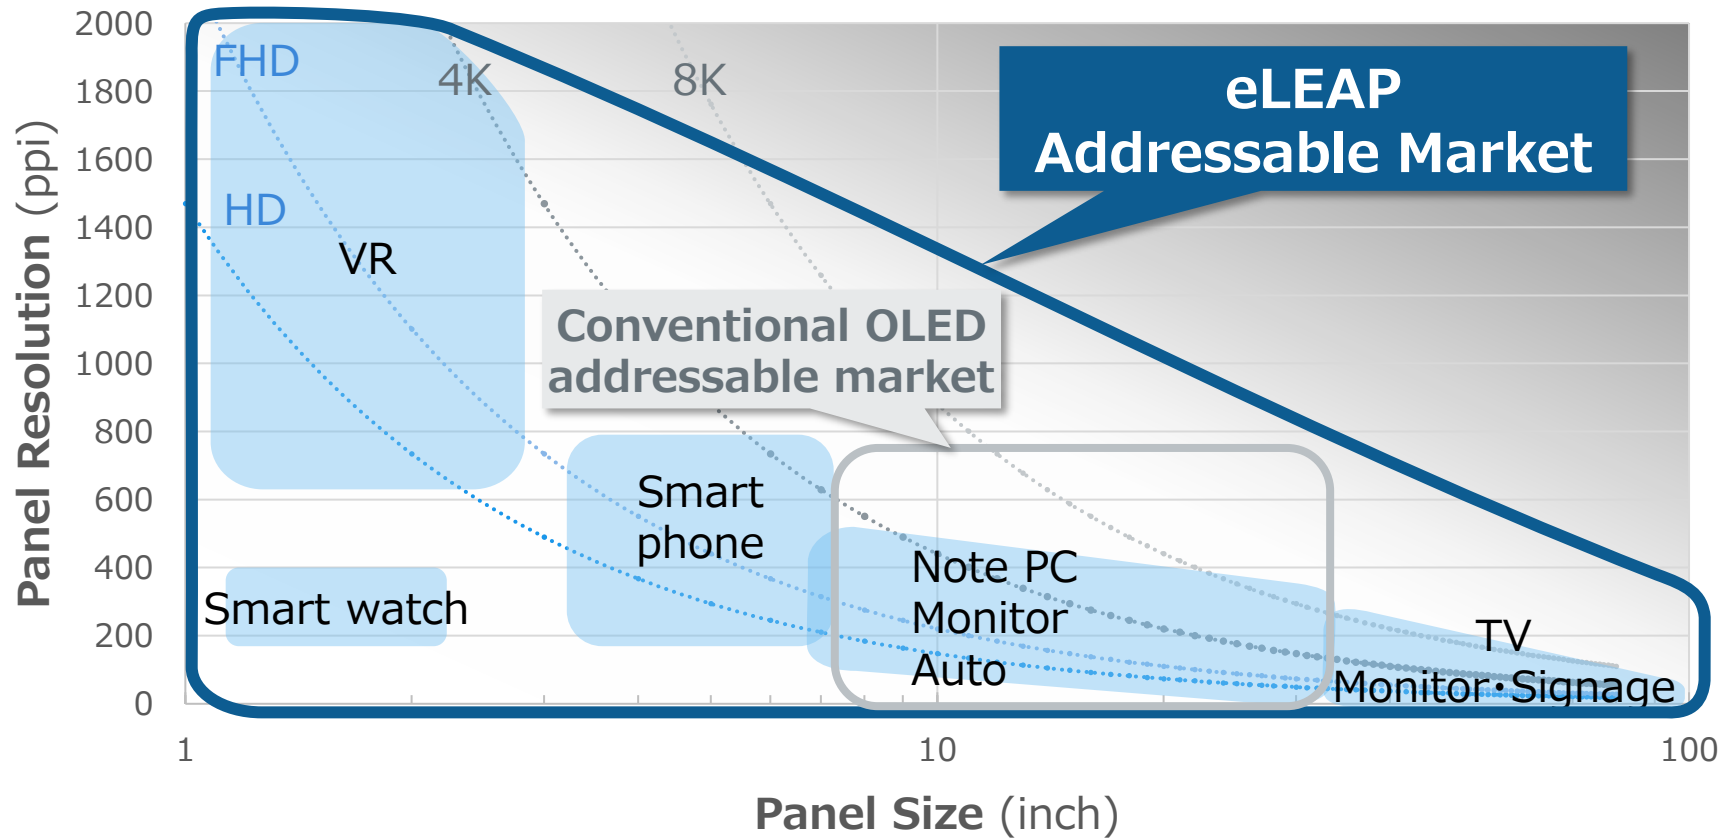 2000
1800
1600
1400
1200
1000
800
600
400
200
0
Panel Resolution (ppi)
FHD
4K
8K
HD
VR
eLEAP
Addressable Market
Conventional OLED
addressable market
Smart
phone
Smart watch
Note PC
Monitor
Auto
TV
Monitor・Signage
1
10
100
Panel Size (inch)